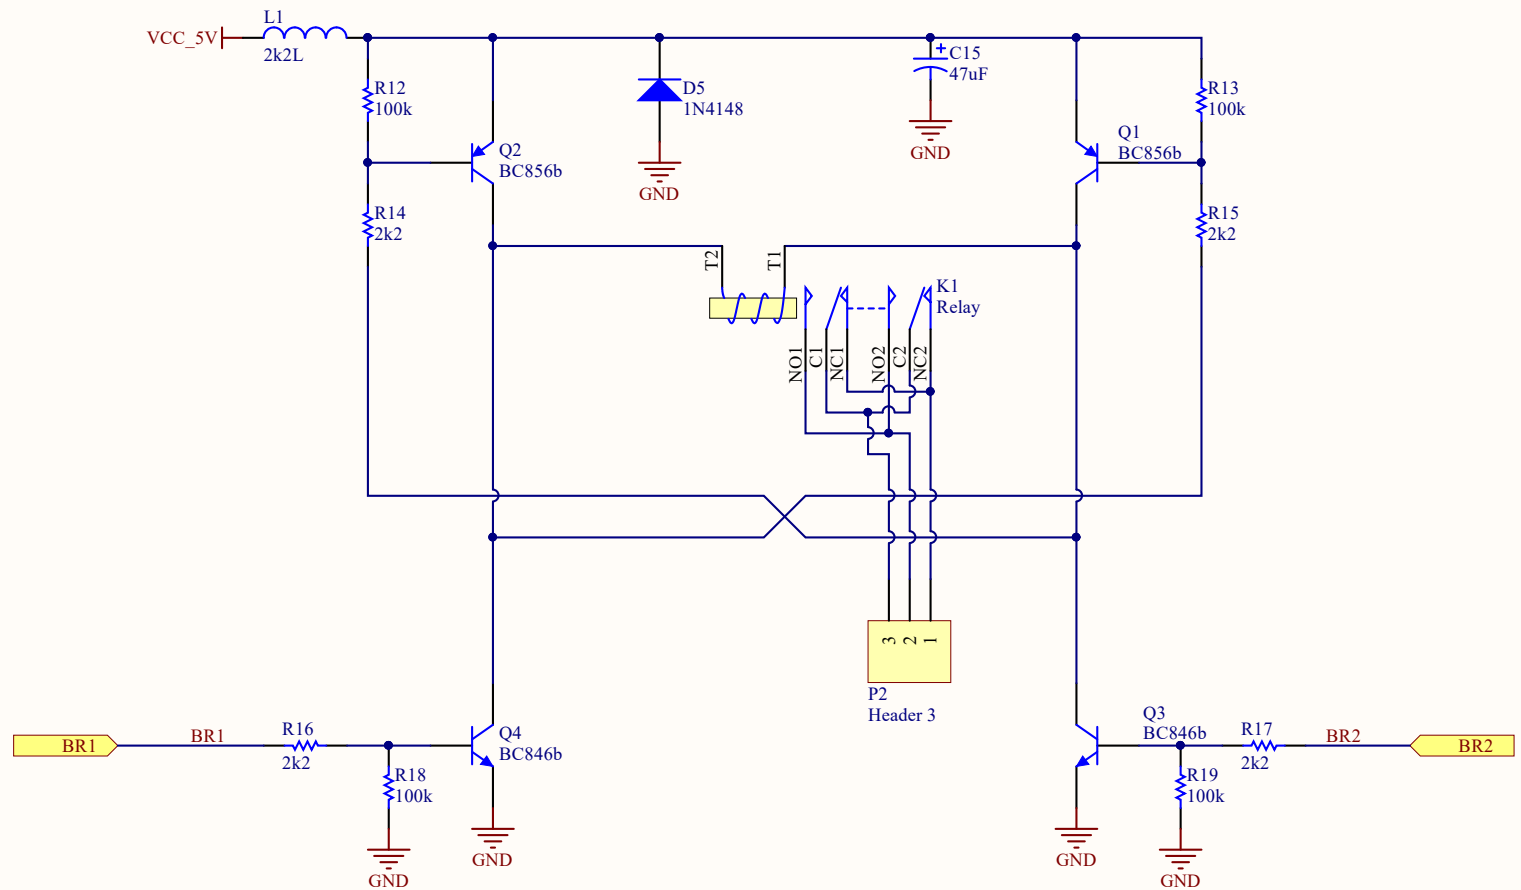 L1
VCC_5V
2k2L
R12
100k
D5
1N4148
C15
47uF
GND
R13
100k
Q2
BC856b
Q1
BC856b
GND
R14
2k2
R15
2k2
T2
T1
K1
Relay
NO1
C1
NC1
NO2
C2
NC2
3
2
1
P2
Header 3
BR1
BR1
R16
2k2
Q4
BC846b
R18
100k
GND
GND
Q3
BC846b
R17
2k2
BR2
BR2
R19
100k
GND
GND